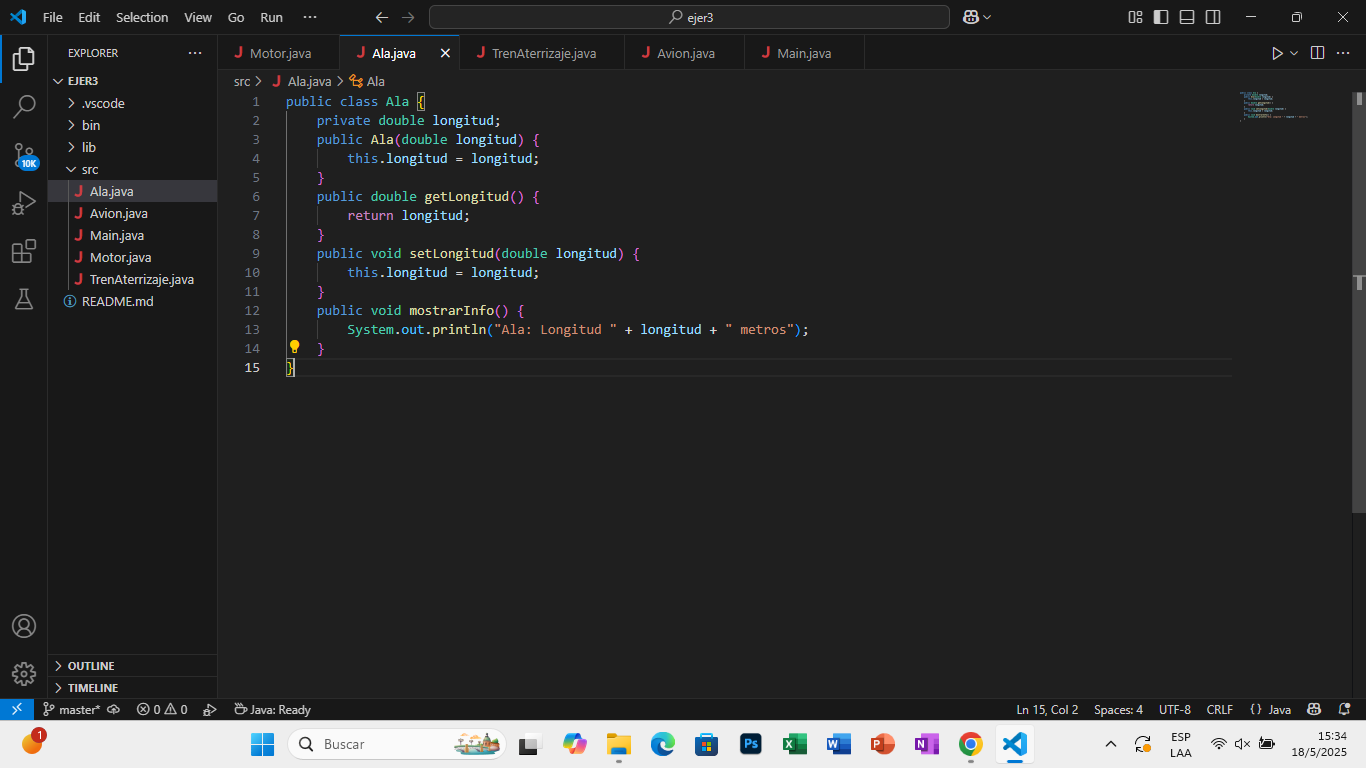 File Edit Selection View Go Run ··· ejer3
EXPLORER ···
EJER3
.vscode
bin
lib
src
Ala.java
Avion.java
Main.java
Motor.java
TrenAterrizaje.java
README.md
OUTLINE
TIMELINE
10K
Motor.java Ala.java TrenAterrizaje.java Avion.java Main.java
src > Ala.java > Ala
1 public class Ala {
2 private double longitud;
3 public Ala(double longitud) {
4 this.longitud = longitud;
5 }
6 public double getLongitud() {
7 return longitud;
8 }
9 public void setLongitud(double longitud) {
10 this.longitud = longitud;
11 }
12 public void mostrarInfo() {
13 System.out.println("Ala: Longitud " + longitud + " metros");
14 }
15 }
master* 0 0 Java: Ready Ln 15, Col 2 Spaces: 4 UTF-8 CRLF {} Java
1 Buscar Ps ESP 15:34
LAA 18/5/2025